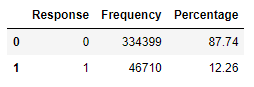 Response Frequency Percentage
0 0 334399 87.74
1 1 46710 12.26